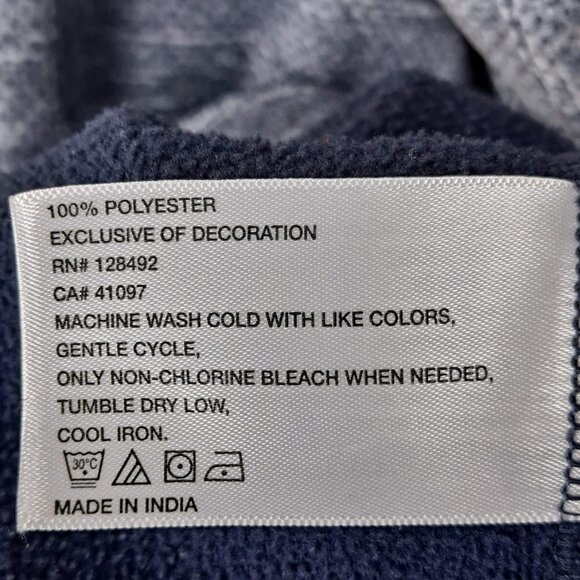 100% POLYESTER
EXCLUSIVE OF DECORATION
RN# 128492
CA# 41097
MACHINE WASH COLD WITH LIKE COLORS,
GENTLE CYCLE,
ONLY NON-CHLORINE BLEACH WHEN NEEDED,
TUMBLE DRY LOW,
COOL IRON.
30°C
MADE IN INDIA